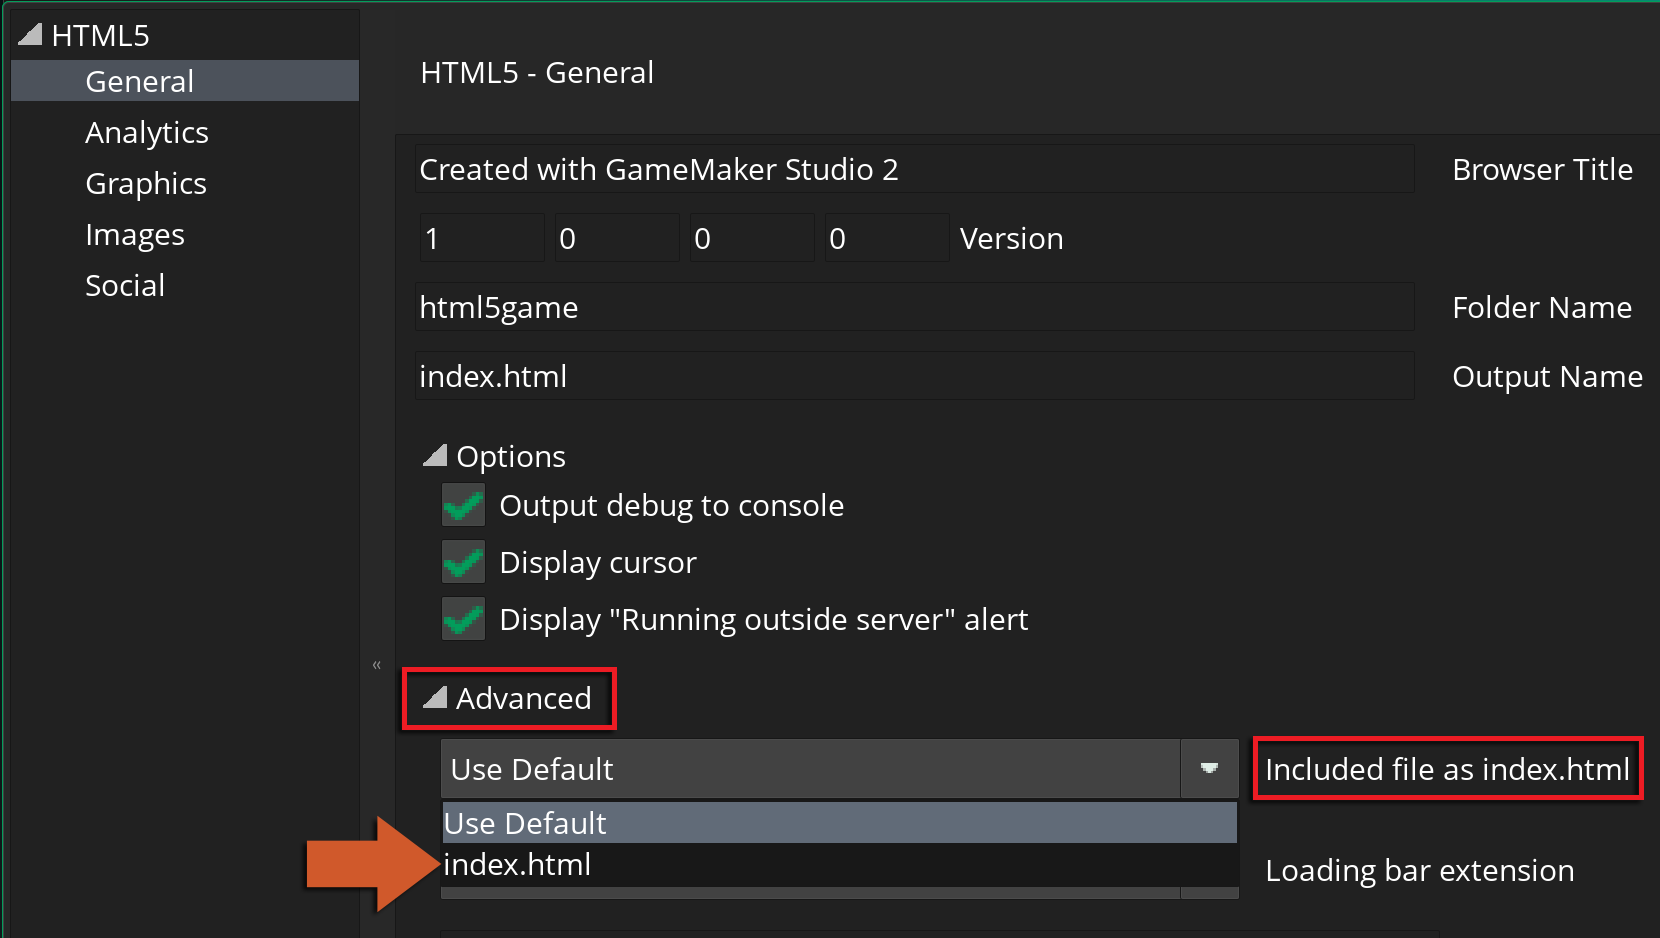 HTML5
General
Analytics
Graphics
Images
Social
«
HTML5 - General
Created with GameMaker Studio 2 Browser Title
1 0 0 0 Version
html5game Folder Name
index.html Output Name
Options
Output debug to console
Display cursor
Display "Running outside server" alert
Advanced
Use Default Included file as index.html
Use Default
index.html
Loading bar extension